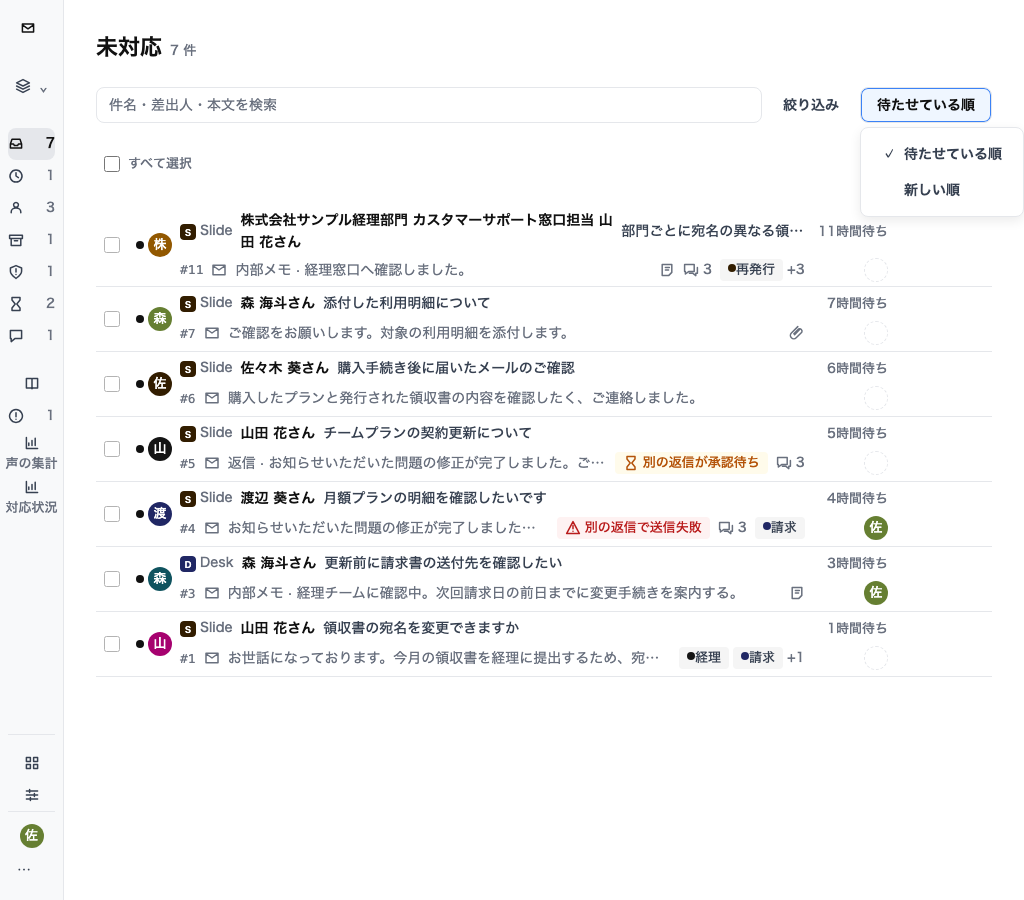 未対応 7 件
件名・差出人・本文を検索
絞り込み
待たせている順
✓ 待たせている順
新しい順
すべて選択
7
1
3
1
1
2
1
1
声の集計
対応状況
佐
…
株 S Slide 株式会社サンプル経理部門 カスタマーサポート窓口担当 山田 花さん 部門ごとに宛名の異なる領… 11時間待ち
#11 内部メモ · 経理窓口へ確認しました。 3 再発行 +3
森 S Slide 森 海斗さん 添付した利用明細について 7時間待ち
#7 ご確認をお願いします。対象の利用明細を添付します。
佐 S Slide 佐々木 葵さん 購入手続き後に届いたメールのご確認 6時間待ち
#6 購入したプランと発行された領収書の内容を確認したく、ご連絡しました。
山 S Slide 山田 花さん チームプランの契約更新について 5時間待ち
#5 返信 · お知らせいただいた問題の修正が完了しました。ご… 別の返信が承認待ち 3
渡 S Slide 渡辺 葵さん 月額プランの明細を確認したいです 4時間待ち
#4 お知らせいただいた問題の修正が完了しました… 別の返信で送信失敗 3 請求 佐
森 D Desk 森 海斗さん 更新前に請求書の送付先を確認したい 3時間待ち
#3 内部メモ · 経理チームに確認中。次回請求日の前日までに変更手続きを案内する。 佐
山 S Slide 山田 花さん 領収書の宛名を変更できますか 1時間待ち
#1 お世話になっております。今月の領収書を経理に提出するため、宛… 経理 請求 +1